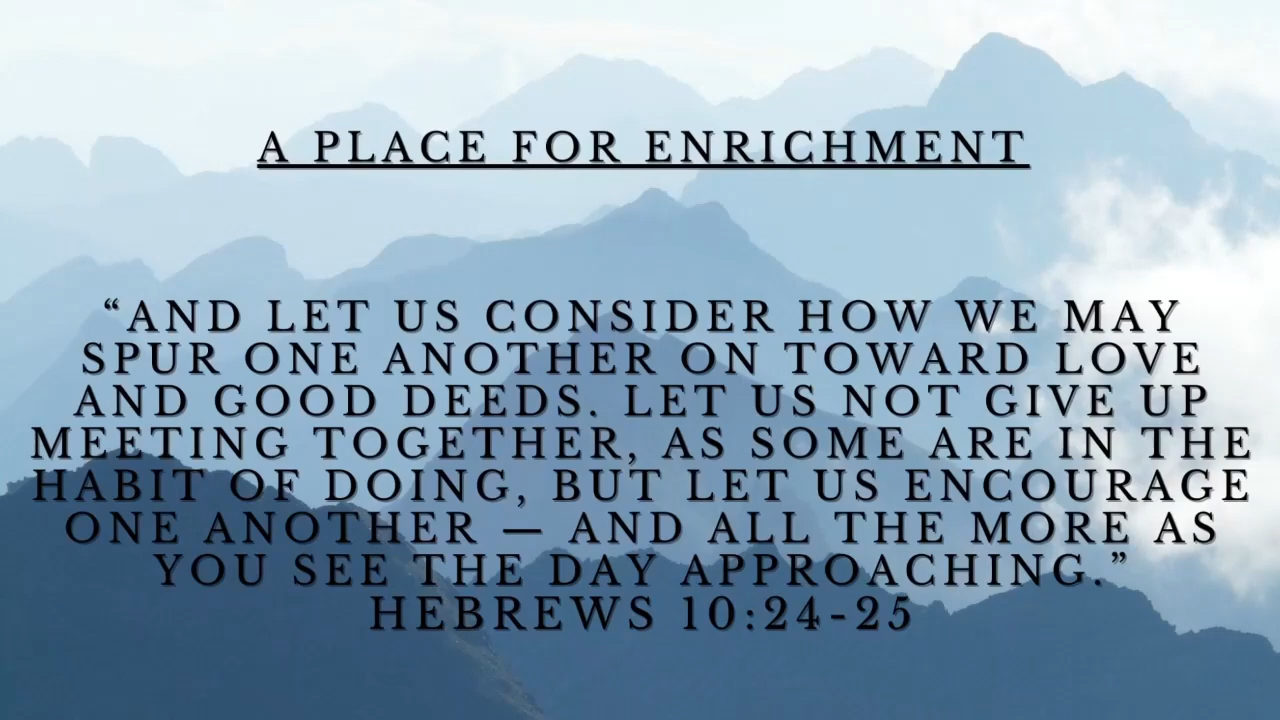 A PLACE FOR ENRICHMENT
“AND LET US CONSIDER HOW WE MAY
SPUR ONE ANOTHER ON TOWARD LOVE
AND GOOD DEEDS. LET US NOT GIVE UP
MEETING TOGETHER, AS SOME ARE IN THE
HABIT OF DOING, BUT LET US ENCOURAGE
ONE ANOTHER — AND ALL THE MORE AS
YOU SEE THE DAY APPROACHING.”
HEBREWS 10:24-25